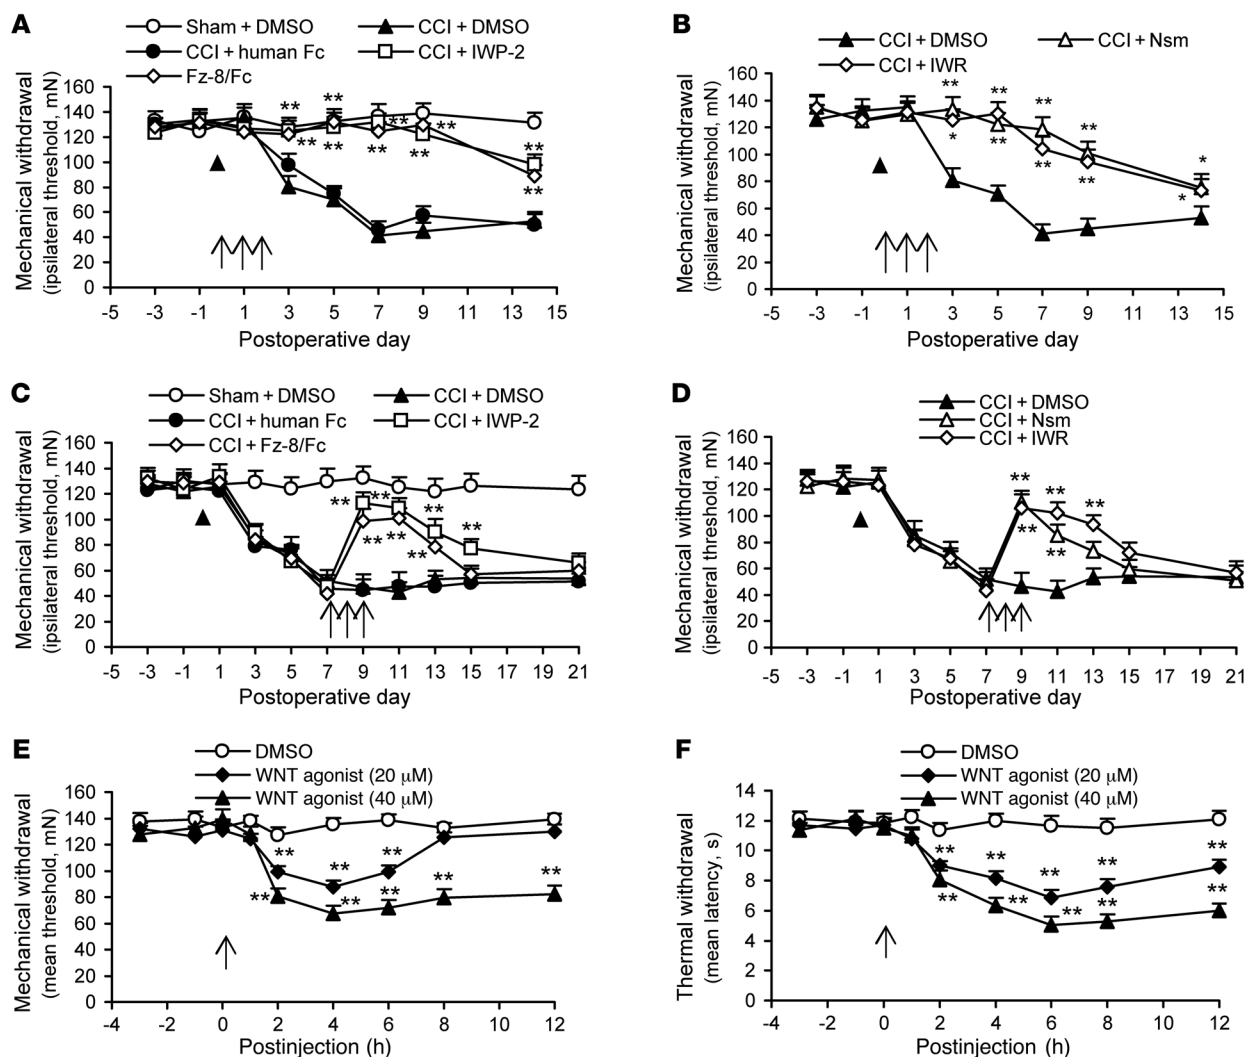 A
Sham + DMSO
CCI + DMSO
CCI + human Fc
CCI + IWP-2
Fz-8/Fc
Mechanical withdrawal
(ipsilateral threshold, mN)
160
140
120
100
80
60
40
20
0
** ** ** ** ** ** ** ** ** ** **
-5 -3 -1 1 3 5 7 9 11 13 15
Postoperative day
B
CCI + DMSO
CCI + Nsm
CCI + IWR
Mechanical withdrawal
(ipsilateral threshold, mN)
160
140
120
100
80
60
40
20
0
** ** ** ** * ** ** ** * *
-5 -3 -1 1 3 5 7 9 11 13 15
Postoperative day
C
Sham + DMSO
CCI + DMSO
CCI + human Fc
CCI + IWP-2
CCI + Fz-8/Fc
Mechanical withdrawal
(ipsilateral threshold, mN)
160
140
120
100
80
60
40
20
0
** ** ** ** ** ** **
-5 -3 -1 1 3 5 7 9 11 13 15 17 19 21
Postoperative day
D
CCI + DMSO
CCI + Nsm
CCI + IWR
Mechanical withdrawal
(ipsilateral threshold, mN)
160
140
120
100
80
60
40
20
0
** ** ** ** **
-5 -3 -1 1 3 5 7 9 11 13 15 17 19 21
Postoperative day
E
DMSO
WNT agonist (20 μM)
WNT agonist (40 μM)
Mechanical withdrawal
(mean threshold, mN)
160
140
120
100
80
60
40
20
0
** ** ** ** ** ** ** **
-4 -2 0 2 4 6 8 10 12
Postinjection (h)
F
DMSO
WNT agonist (20 μM)
WNT agonist (40 μM)
Thermal withdrawal
(mean latency, s)
14
12
10
8
6
4
2
0
** ** ** ** ** ** ** ** ** **
-4 -2 0 2 4 6 8 10 12
Postinjection (h)